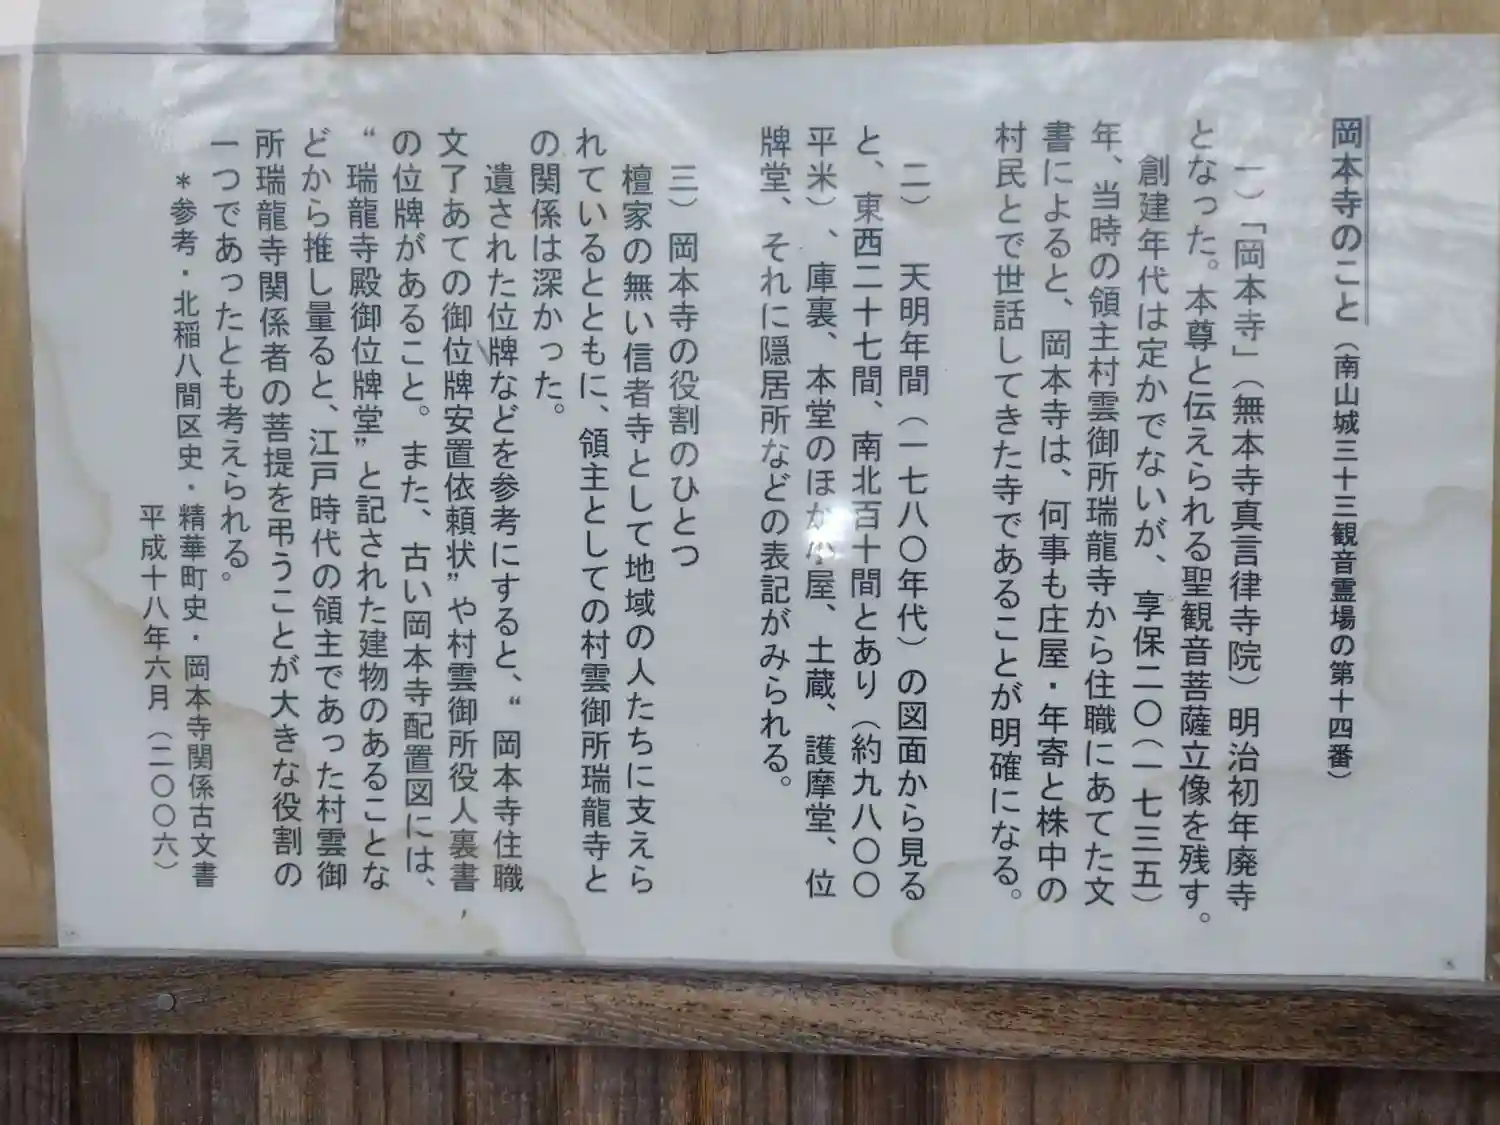 岡本寺のこと（南山城三十三観音霊場の第十四番）
一）「岡本寺」（無本寺真言律寺院）明治初年廃寺
となった。本尊と伝えられる聖観音菩薩立像を残す。
創建年代は定かでないが、享保二〇（一七三五）
年、当時の領主村雲御所瑞龍寺から住職にあてた文
書によると、岡本寺は、何事も庄屋・年寄と株中の
村民とで世話してきた寺であることが明確になる。
二）　天明年間（一七八〇年代）の図面から見る
と、東西二十七間、南北百十間とあり（約九八〇〇
平米）、庫裏、本堂のほか小屋、土蔵、護摩堂、位
牌堂、それに隠居所などの表記がみられる。
三）岡本寺の役割のひとつ
檀家の無い信者寺として地域の人たちに支えら
れているとともに、領主としての村雲御所瑞龍寺と
の関係は深かった。
遺された位牌などを参考にすると、“岡本寺住職
文了あての御位牌安置依頼状”や村雲御所役人裏書，
の位牌があること。また、古い岡本寺配置図には、
“瑞龍寺殿御位牌堂”と記された建物のあることな
どから推し量ると、江戸時代の領主であった村雲御
所瑞龍寺関係者の菩提を弔うことが大きな役割の
一つであったとも考えられる。
＊参考・北稲八間区史・精華町史・岡本寺関係古文書
平成十八年六月（二〇〇六）